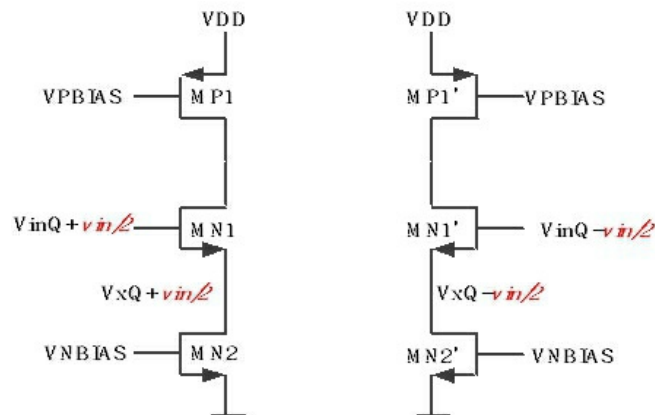 VDD VDD
VPBIAS MP1 MP1' VPBIAS
VinQ+vin/2 MN1 MN1' VinQ-vin/2
VxQ+vin/2 VxQ-vin/2
VNBIAS MN2 MN2' VNBIAS